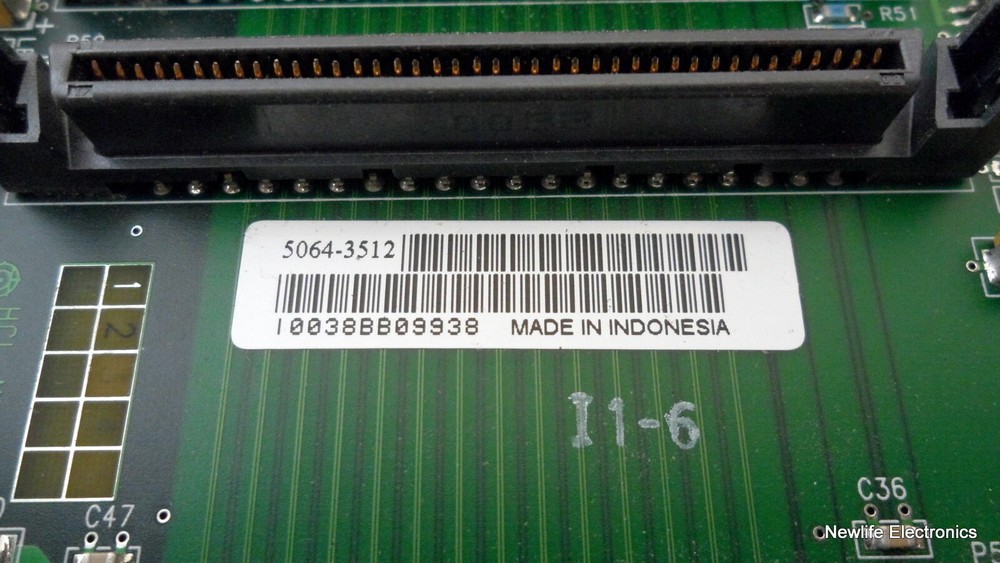 R51
5064-3512
I0038BB09938 MADE IN INDONESIA
1
2
I1-6
C36
C47
Newlife Electronics